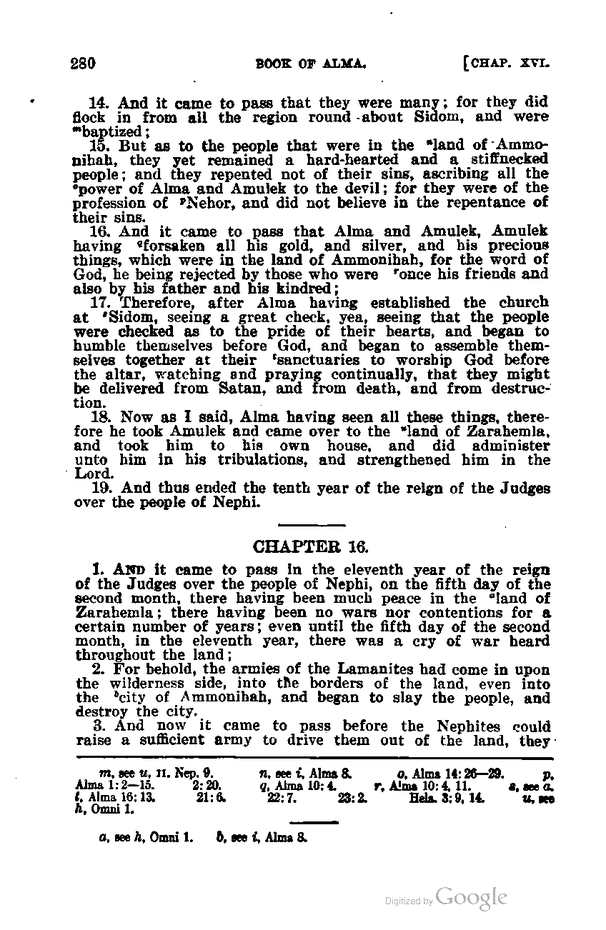 280 BOOK OF ALMA. [CHAP. XVI.
14. And it came to pass that they were many; for they did
flock in from all the region round about Sidom, and were
ᵐbaptized;
15. But as to the people that were in the ⁿland of Ammo-
nihah, they yet remained a hard-hearted and a stiffnecked
people; and they repented not of their sins, ascribing all the
ᵒpower of Alma and Amulek to the devil; for they were of the
profession of ᵖNehor, and did not believe in the repentance of
their sins.
16. And it came to pass that Alma and Amulek, Amulek
having qforsaken all his gold, and silver, and his precious
things, which were in the land of Ammonihah, for the word of
God, he being rejected by those who were ʳonce his friends and
also by his father and his kindred;
17. Therefore, after Alma having established the church
at ˢSidom, seeing a great check, yea, seeing that the people
were checked as to the pride of their hearts, and began to
humble themselves before God, and began to assemble them-
selves together at their ᵗsanctuaries to worship God before
the altar, watching and praying continually, that they might
be delivered from Satan, and from death, and from destruc-
tion.
18. Now as I said, Alma having seen all these things, there-
fore he took Amulek and came over to the ᵘland of Zarahemla,
and took him to his own house, and did administer
unto him in his tribulations, and strengthened him in the
Lord.
19. And thus ended the tenth year of the reign of the Judges
over the people of Nephi.
CHAPTER 16.
1. AND it came to pass in the eleventh year of the reign
of the Judges over the people of Nephi, on the fifth day of the
second month, there having been much peace in the ᵃland of
Zarahemla; there having been no wars nor contentions for a
certain number of years; even until the fifth day of the second
month, in the eleventh year, there was a cry of war heard
throughout the land;
2. For behold, the armies of the Lamanites had come in upon
the wilderness side, into the borders of the land, even into
the ᵇcity of Ammonihah, and began to slay the people, and
destroy the city.
3. And now it came to pass before the Nephites could
raise a sufficient army to drive them out of the land, they
m, see u, II. Nep. 9. n, see i, Alma 8. o, Alma 14:26—29. p,
Alma 1:2—15. 2:20. q, Alma 10:4. r, Alma 10:4, 11. s, see a.
t, Alma 16:13. 21:6. 22:7. 23:2. Hela. 3:9, 14. u, see
h, Omni 1.
a, see h, Omni 1. b, see i, Alma 8.
Digitized by Google